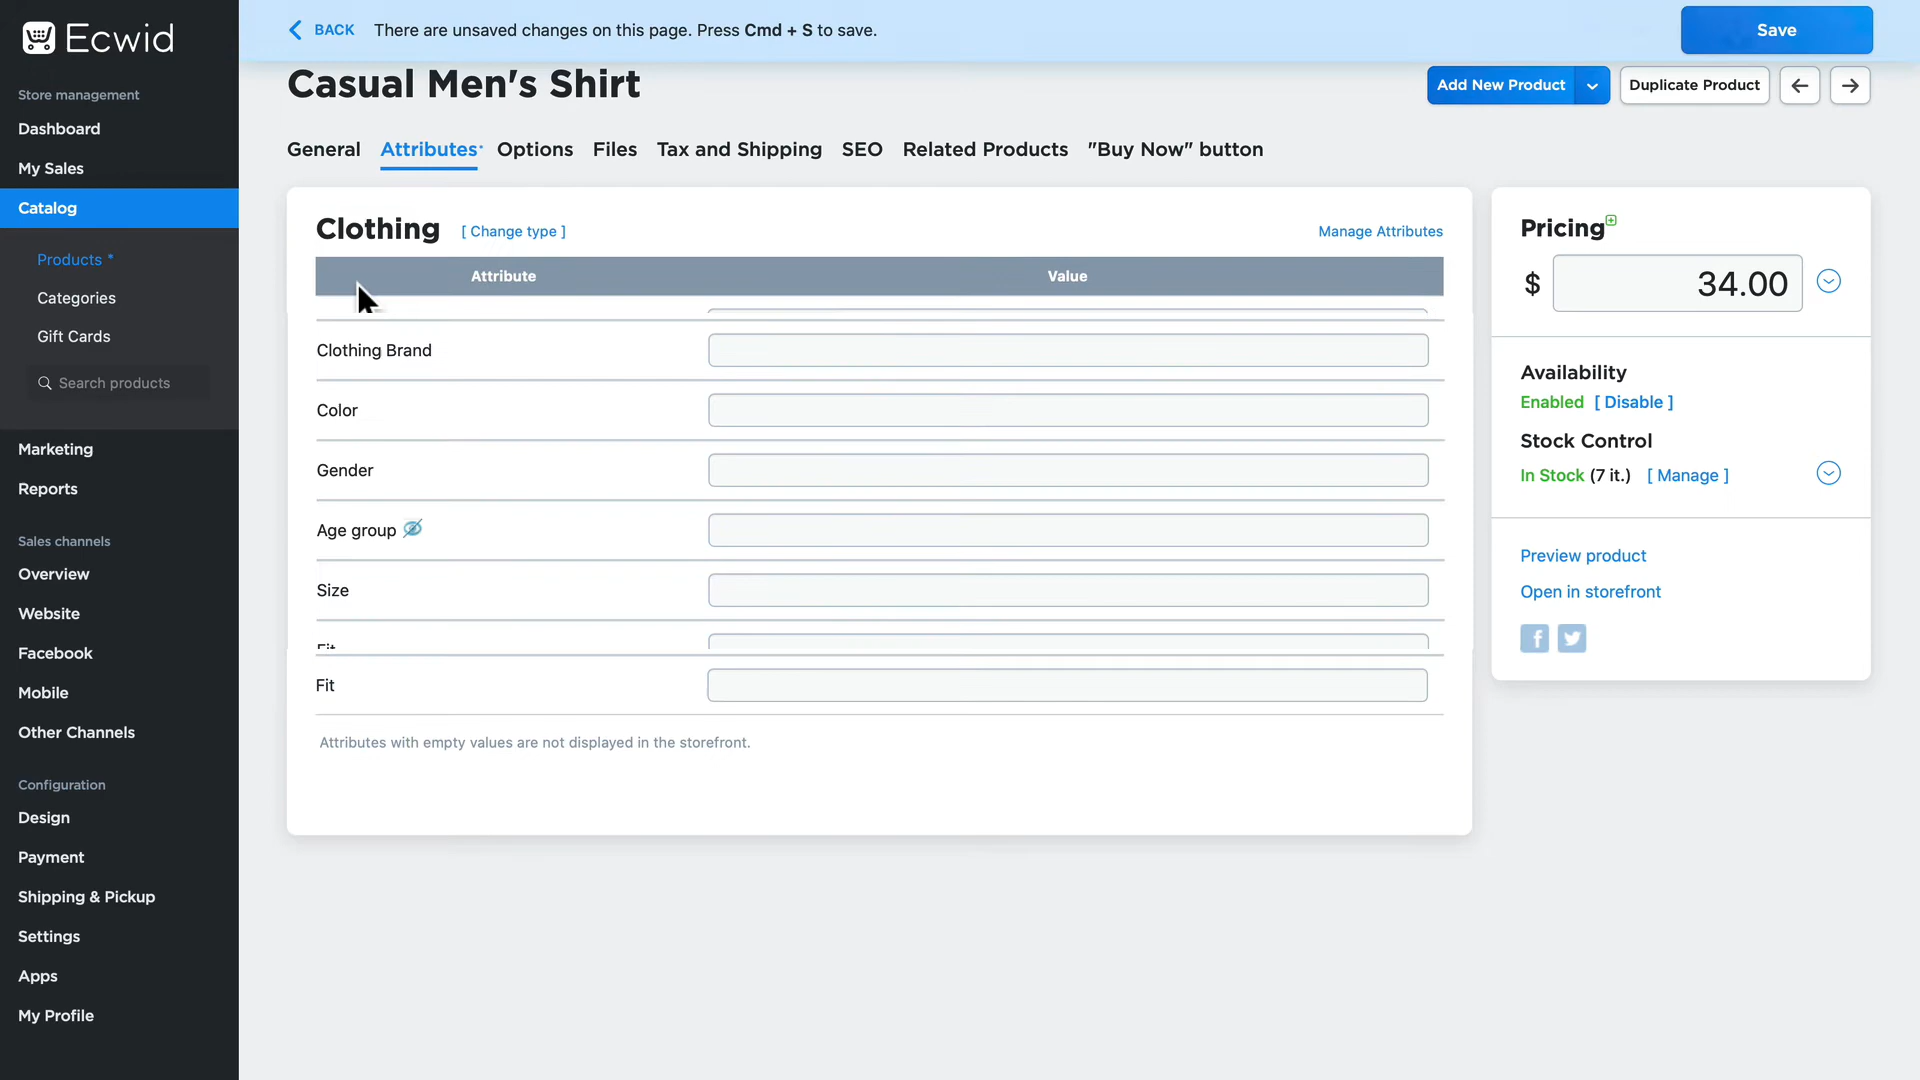 Ecwid
BACK There are unsaved changes on this page. Press Cmd + S to save.
Save
Casual Men's Shirt
Add New Product
Duplicate Product
Store management
Dashboard
My Sales
Catalog
Products *
Categories
Gift Cards
Search products
Marketing
Reports
Sales channels
Overview
Website
Facebook
Mobile
Other Channels
Configuration
Design
Payment
Shipping & Pickup
Settings
Apps
My Profile
General Attributes Options Files Tax and Shipping SEO Related Products "Buy Now" button
Clothing [ Change type ] Manage Attributes
Attribute Value
Clothing Brand
Color
Gender
Age group
Size
Fit
Fit
Attributes with empty values are not displayed in the storefront.
Pricing
$ 34.00
Availability
Enabled [ Disable ]
Stock Control
In Stock (7 it.) [ Manage ]
Preview product
Open in storefront